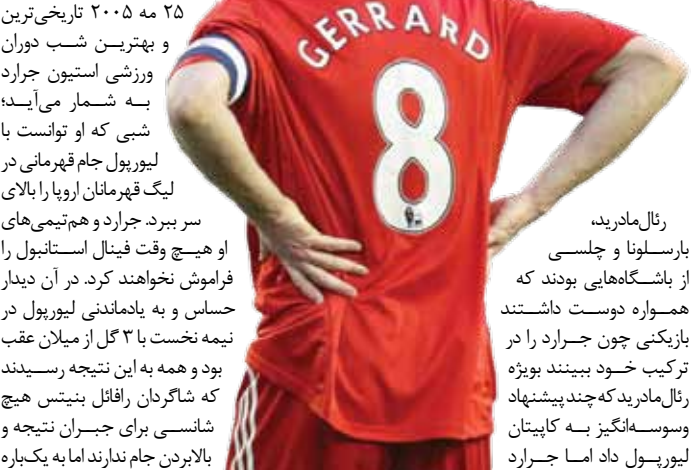 GERRARD
8
رئال‌مادرید،
بارسلونا و چلسی
از باشگاه‌هایی بودند که
همواره دوست داشتند
بازیکنی چون جرارد را در
ترکیب خود ببینند بویژه
رئال‌مادرید که چند پیشنهاد
وسوسه‌انگیز به کاپیتان
لیورپول داد اما جرارد
۲۵ مه ۲۰۰۵ تاریخی‌ترین
و بهترین شب دوران
ورزشی استیون جرارد
به شمار می‌آید؛
شبی که او توانست با
لیورپول جام قهرمانی در
لیگ قهرمانان اروپا را بالای
سر ببرد. جرارد و هم‌تیمی‌های
او هیچ وقت فینال استانبول را
فراموش نخواهند کرد. در آن دیدار
حساس و به یادماندنی لیورپول در
نیمه نخست با ۳ گل از میلان عقب
بود و همه به این نتیجه رسیدند
که شاگردان رافائل بنیتس هیچ
شانسی برای جبران نتیجه و
بالابردن جام ندارند اما به یک‌باره